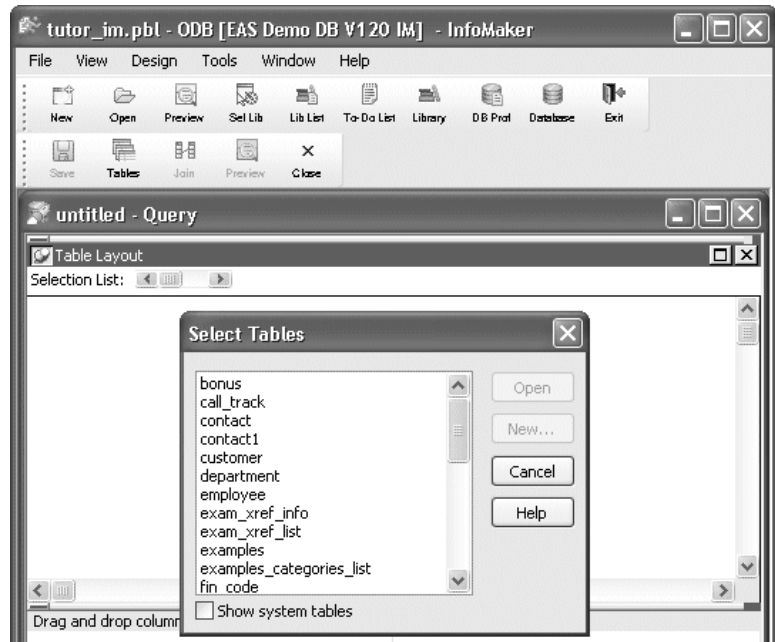 tutor_im.pbl - ODB [EAS Demo DB V120 IM] - InfoMaker
File View Design Tools Window Help
New Open Preview Sel Lib Lib List To-Do List Library DB Prof Database Exit
Save Tables Join Preview Close
untitled - Query
Table Layout
Selection List:
Select Tables
bonus
call_track
contact
contact1
customer
department
employee
exam_xref_info
exam_xref_list
examples
examples_categories_list
fin_code
Open
New...
Cancel
Help
Show system tables
Drag and drop column